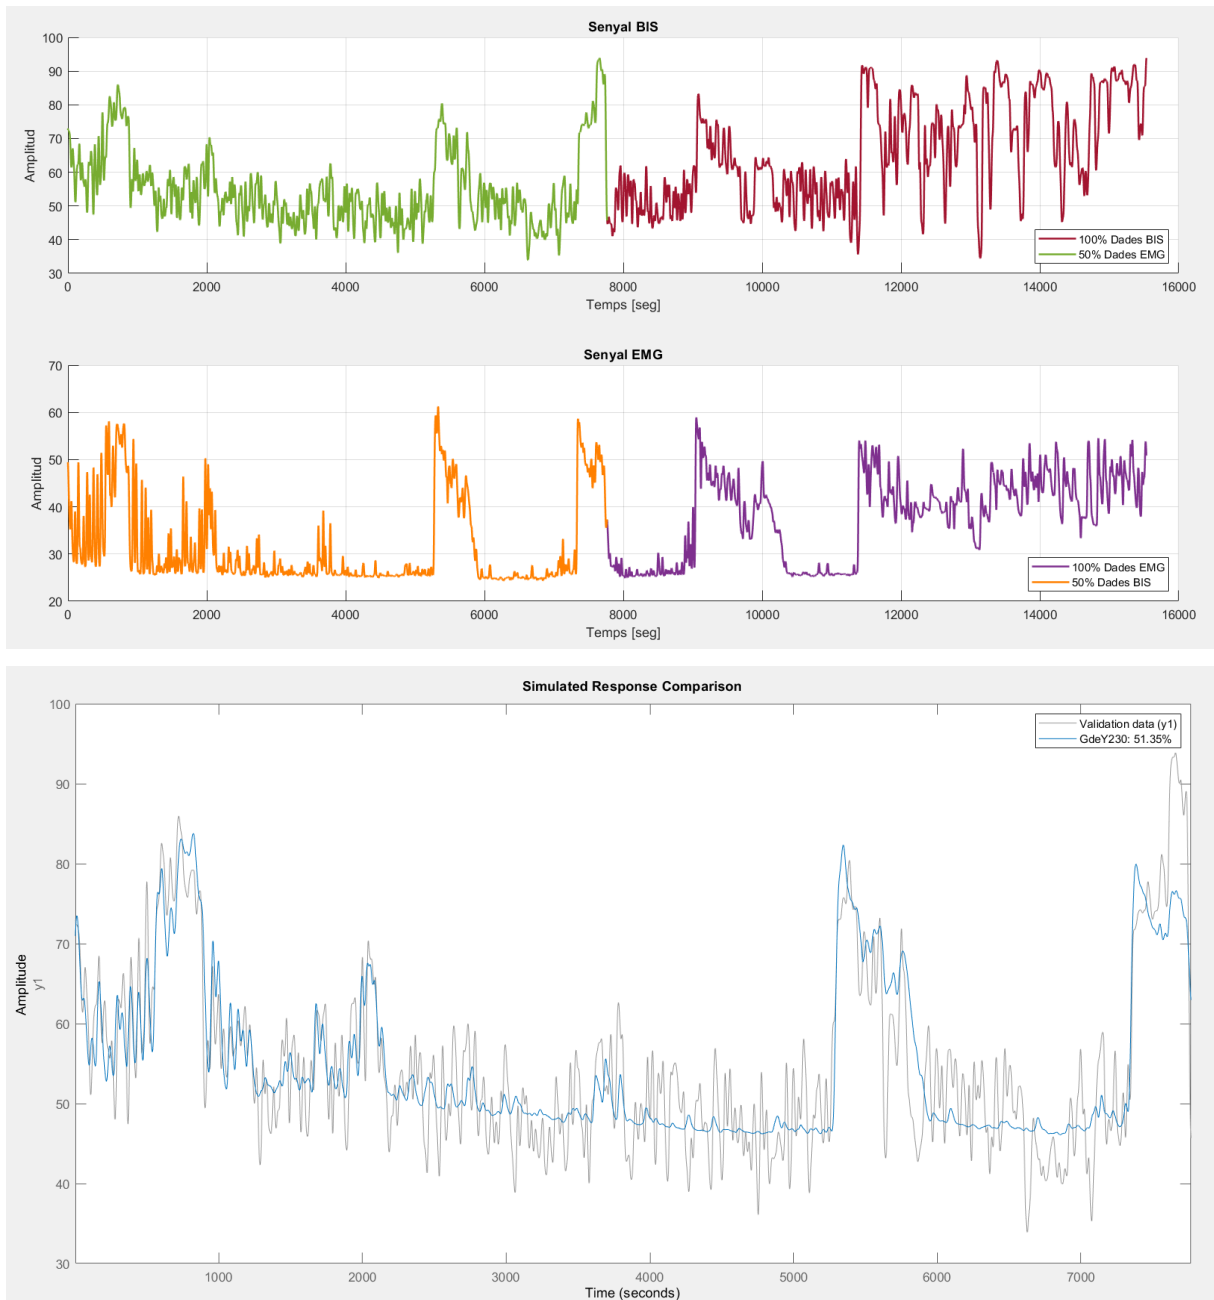 Senyal BIS
100
90
80
70
60
50
40
30
Amplitud
100% Dades BIS
50% Dades EMG
0 2000 4000 6000 8000 10000 12000 14000 16000
Temps [seg]
Senyal EMG
70
60
50
40
30
20
Amplitud
100% Dades EMG
50% Dades BIS
0 2000 4000 6000 8000 10000 12000 14000 16000
Temps [seg]
Simulated Response Comparison
100
90
80
70
60
50
40
30
Amplitude
y1
Validation data (y1)
GdeY230: 51.35%
1000 2000 3000 4000 5000 6000 7000
Time (seconds)